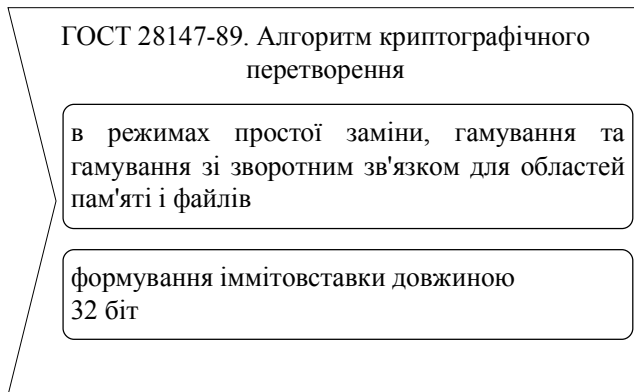 ГОСТ 28147-89. Алгоритм криптографічного
перетворення
в режимах простої заміни, гамування та
гамування зі зворотним зв'язком для областей
пам'яті і файлів
формування іммітовставки довжиною
32 біт